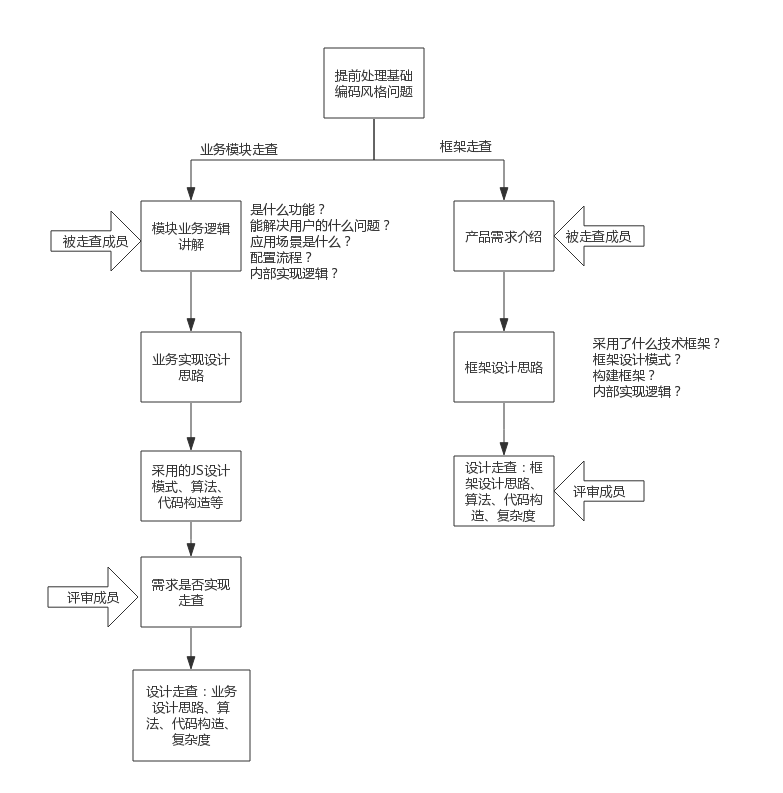 提前处理基础
编码风格问题
业务模块走查
框架走查
被走查成员
模块业务逻辑
讲解
是什么功能？
能解决用户的什么问题？
应用场景是什么？
配置流程？
内部实现逻辑？
产品需求介绍
被走查成员
业务实现设计
思路
框架设计思路
采用了什么技术框架？
框架设计模式？
构建框架？
内部实现逻辑？
采用的JS设计
模式、算法、
代码构造等
设计走查：框
架设计思路、
算法、代码构
造、复杂度
评审成员
评审成员
需求是否实现
走查
设计走查：业务
设计思路、算
法、代码构造、
复杂度